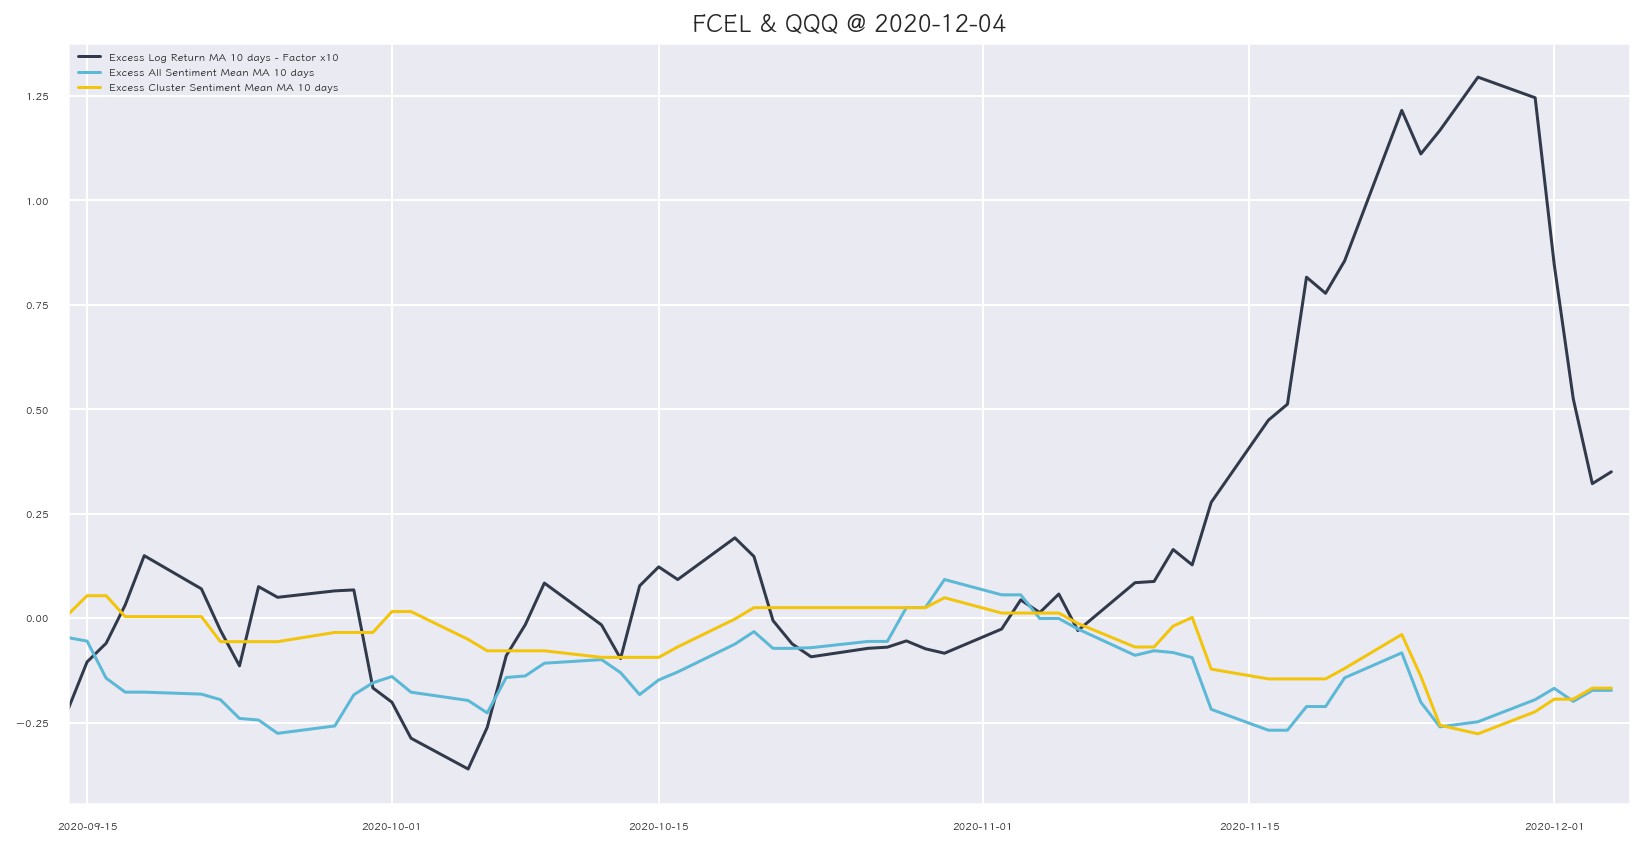 FCEL & QQQ @ 2020-12-04
Excess Log Return MA 10 days - Factor x10
Excess All Sentiment Mean MA 10 days
Excess Cluster Sentiment Mean MA 10 days
1.25
1.00
0.75
0.50
0.25
0.00
−0.25
2020-09-15 2020-10-01 2020-10-15 2020-11-01 2020-11-15 2020-12-01